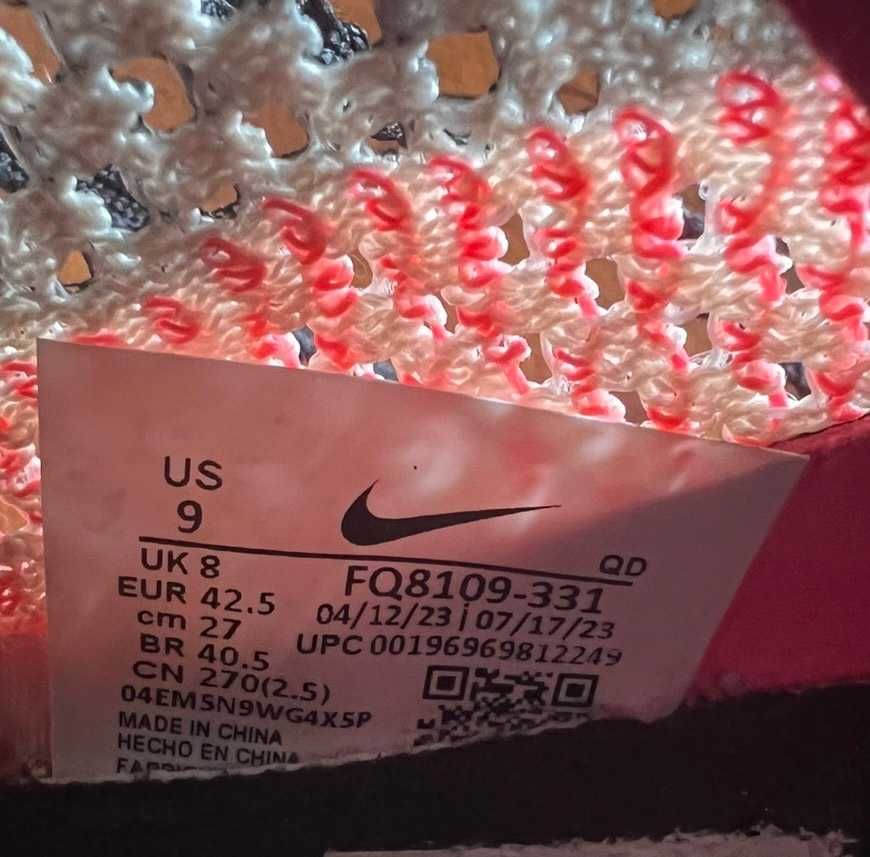 US
9
QD
UK 8
FQ8109-331
EUR 42.5
04/12/23 | 07/17/23
cm 27
UPC 00196969812249
BR 40.5
CN 270(2.5)
04EM5N9WG4X5P
MADE IN CHINA
HECHO EN CHINA